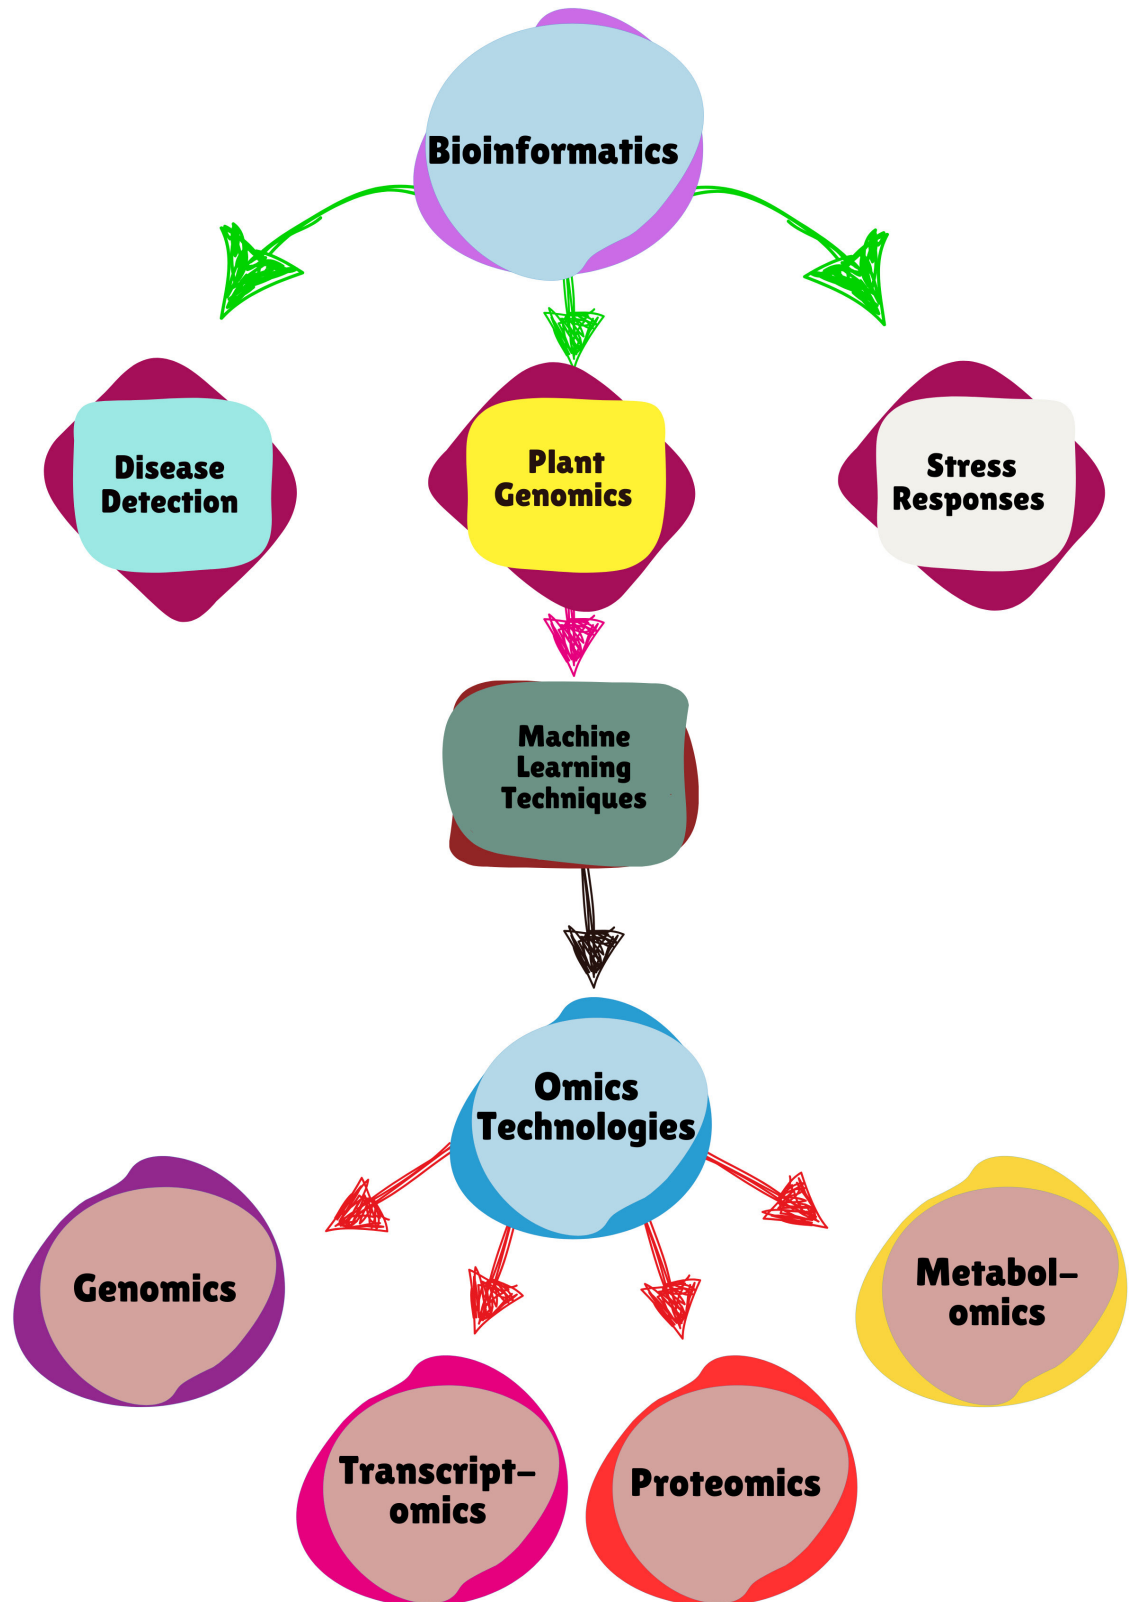 Bioinformatics
Disease
Detection
Plant
Genomics
Stress
Responses
Machine
Learning
Techniques
Omics
Technologies
Genomics
Metabol-
omics
Transcript-
omics
Proteomics